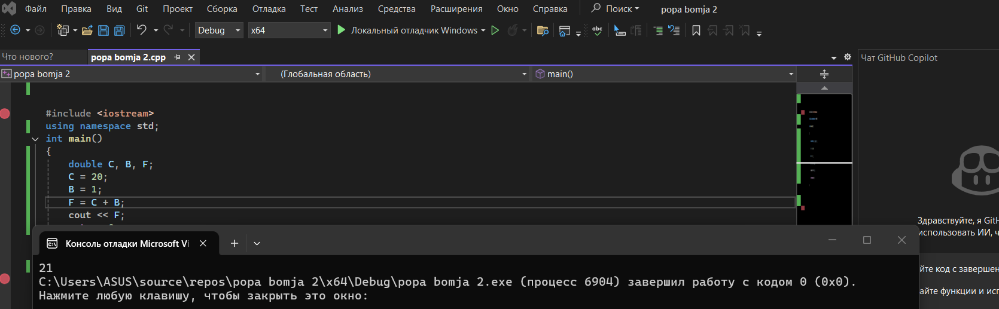 Файл Правка Вид Git Проект Сборка Отладка Тест Анализ Средства Расширения Окно Справка Поиск popa bomja 2
Debug x64 Локальный отладчик Windows abc
Что нового? popa bomja 2.cpp
Чат GitHub Copilot
popa bomja 2 (Глобальная область) main()
#include <iostream>
using namespace std;
int main()
{
double C, B, F;
C = 20;
B = 1;
F = C + B;
cout << F;
Здравствуйте, я GitH
использовать ИИ, ч
Консоль отладки Microsoft Vi
21
C:\Users\ASUS\source\repos\popa bomja 2\x64\Debug\popa bomja 2.exe (процесс 6904) завершил работу с кодом 0 (0x0).
Нажмите любую клавишу, чтобы закрыть это окно:
йте код с завершен
айте функции и исп